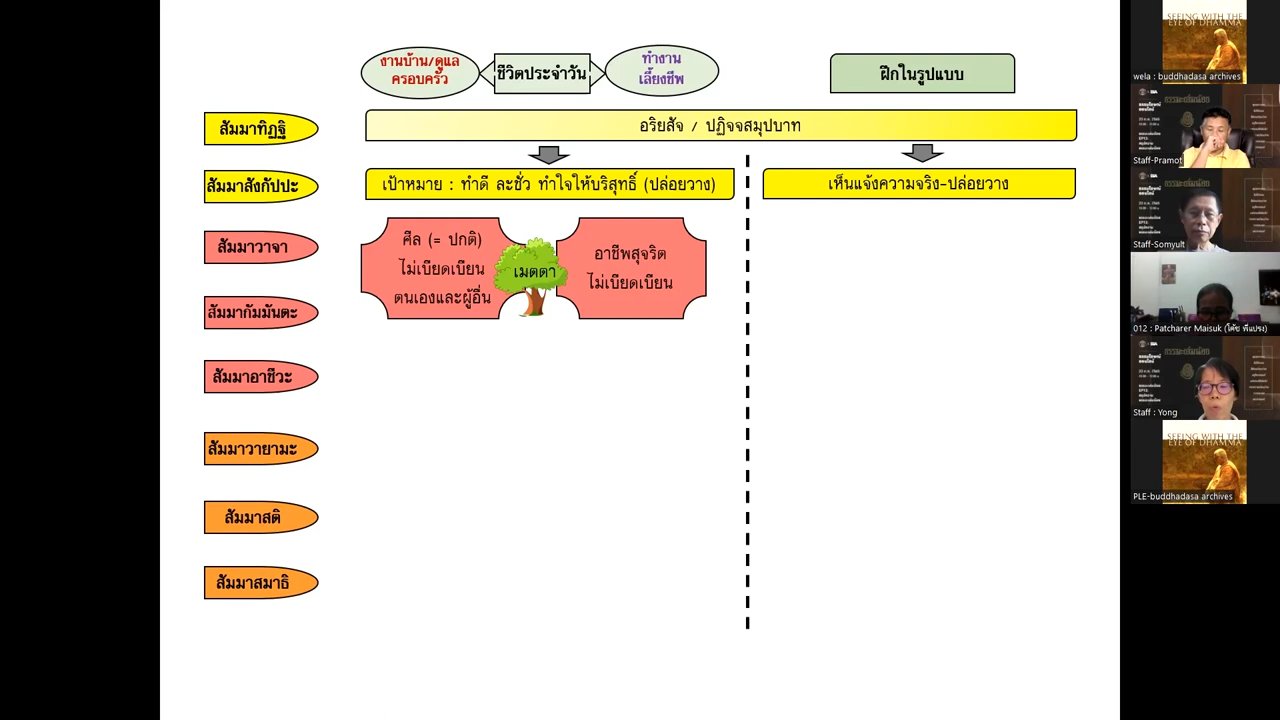 งานบ้าน/ดูแล
ครอบครัว
ชีวิตประจำวัน
ทำงาน
เลี้ยงชีพ
ฝึกในรูปแบบ
สัมมาทิฏฐิ
อริยสัจ / ปฏิจจสมุปบาท
สัมมาสังกัปปะ
เป้าหมาย : ทำดี ละชั่ว ทำใจให้บริสุทธิ์ (ปล่อยวาง)
เห็นแจ้งความจริง-ปล่อยวาง
สัมมาวาจา
ศีล (= ปกติ)
ไม่เบียดเบียน
ตนเองและผู้อื่น
เมตตา
อาชีพสุจริต
ไม่เบียดเบียน
สัมมากัมมันตะ
สัมมาอาชีวะ
สัมมาวายามะ
สัมมาสติ
สัมมาสมาธิ
SEEING WITH THE
EYE OF DHAMMA
wela : buddhadasa archives
Staff-Pramot
Staff-Somyult
012 : Patcharer Maisuk (โต๊ช พี่แปรง)
Staff : Yong
SEEING WITH THE
EYE OF DHAMMA
PLE-buddhadasa archives